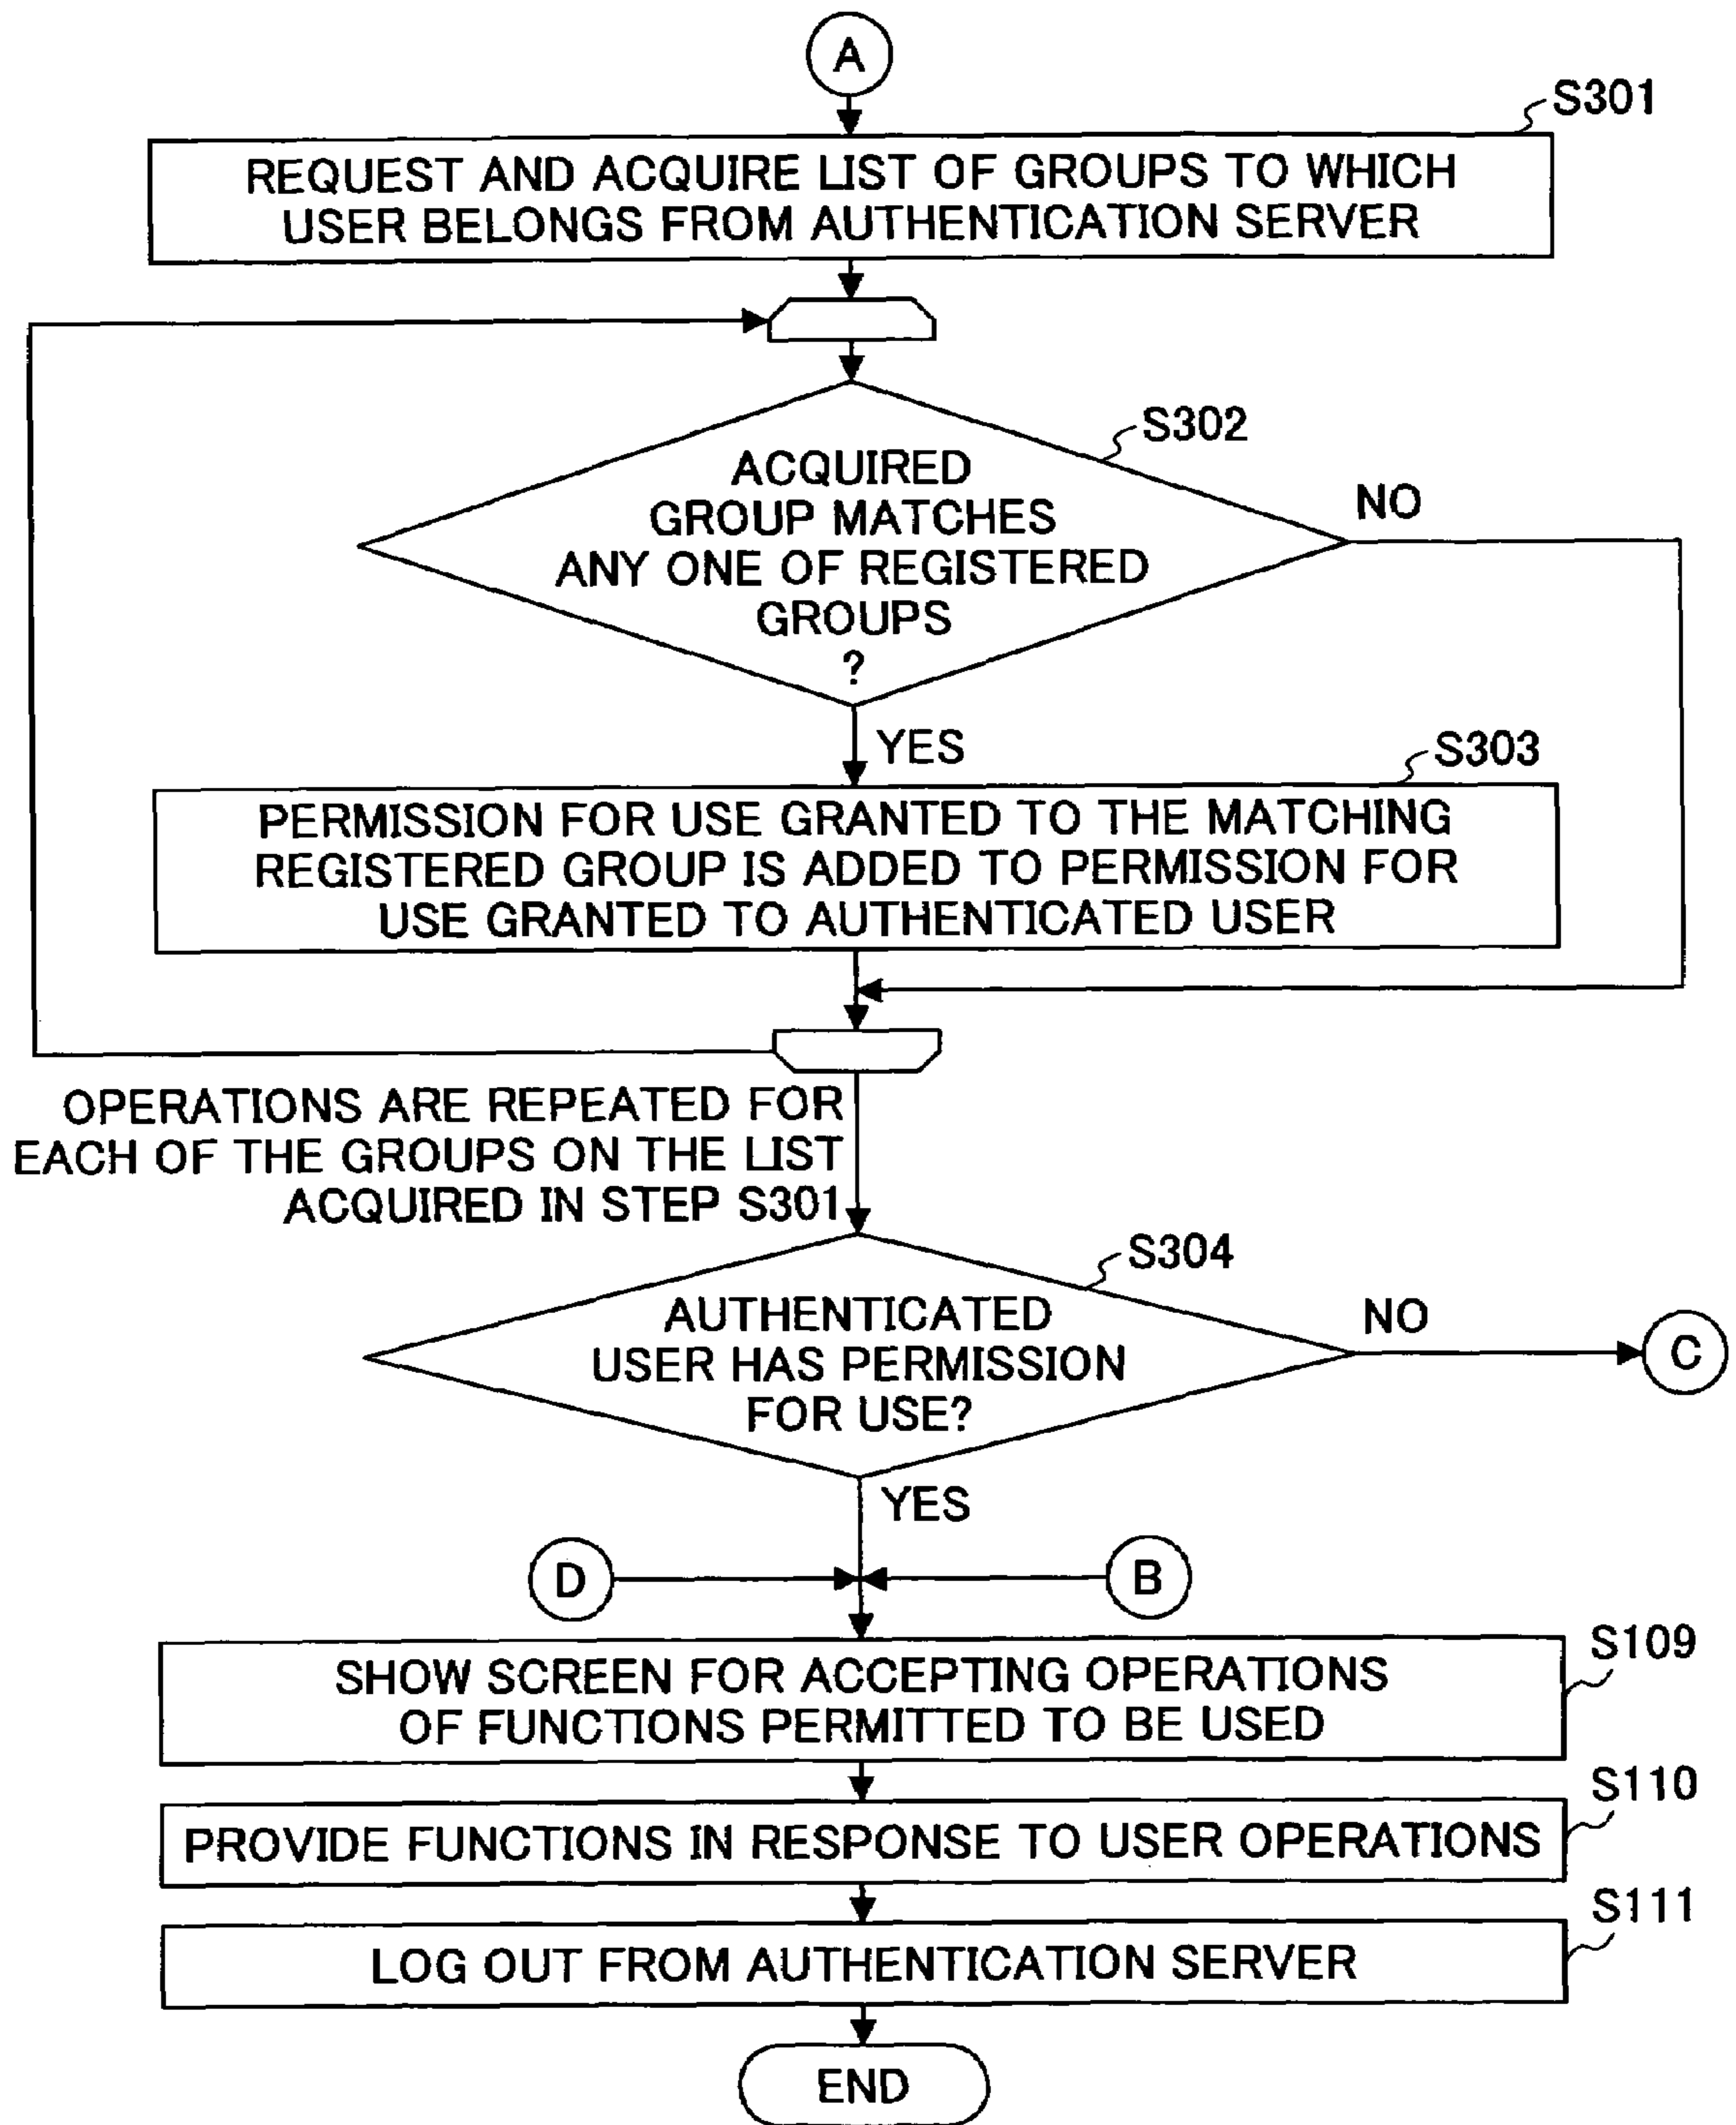 A
S301
REQUEST AND ACQUIRE LIST OF GROUPS TO WHICH
USER BELONGS FROM AUTHENTICATION SERVER
S302
ACQUIRED
GROUP MATCHES
ANY ONE OF REGISTERED
GROUPS
?
NO
YES
S303
PERMISSION FOR USE GRANTED TO THE MATCHING
REGISTERED GROUP IS ADDED TO PERMISSION FOR
USE GRANTED TO AUTHENTICATED USER
OPERATIONS ARE REPEATED FOR
EACH OF THE GROUPS ON THE LIST
ACQUIRED IN STEP S301
S304
AUTHENTICATED
USER HAS PERMISSION
FOR USE?
NO
C
YES
D
B
S109
SHOW SCREEN FOR ACCEPTING OPERATIONS
OF FUNCTIONS PERMITTED TO BE USED
S110
PROVIDE FUNCTIONS IN RESPONSE TO USER OPERATIONS
S111
LOG OUT FROM AUTHENTICATION SERVER
END